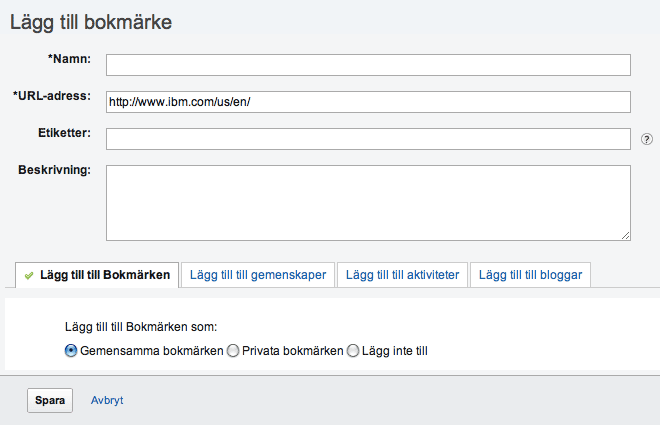 Lägg till bokmärke
*Namn:
*URL-adress: http://www.ibm.com/us/en/
Etiketter: ?
Beskrivning:
Lägg till till Bokmärken Lägg till till gemenskaper Lägg till till aktiviteter Lägg till till bloggar
Lägg till till Bokmärken som:
Gemensamma bokmärken Privata bokmärken Lägg inte till
Spara Avbryt